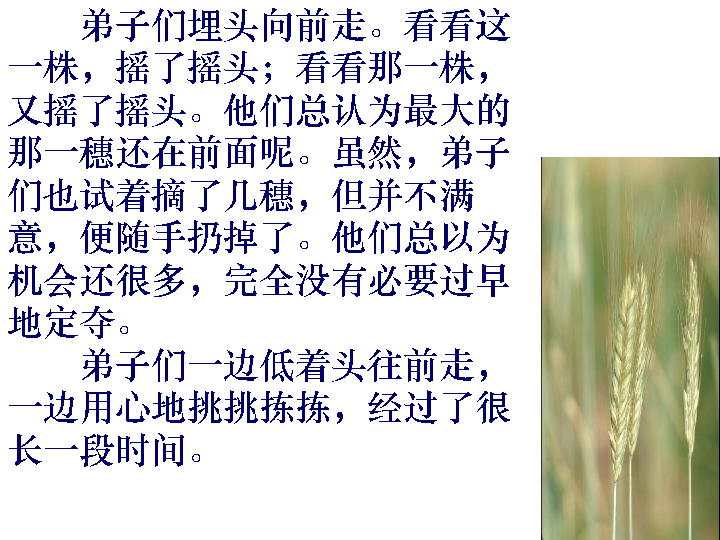 弟子们埋头向前走。看看这
一株，摇了摇头；看看那一株，
又摇了摇头。他们总认为最大的
那一穗还在前面呢。虽然，弟子
们也试着摘了几穗，但并不满
意，便随手扔掉了。他们总以为
机会还很多，完全没有必要过早
地定夺。
弟子们一边低着头往前走，
一边用心地挑挑拣拣，经过了很
长一段时间。